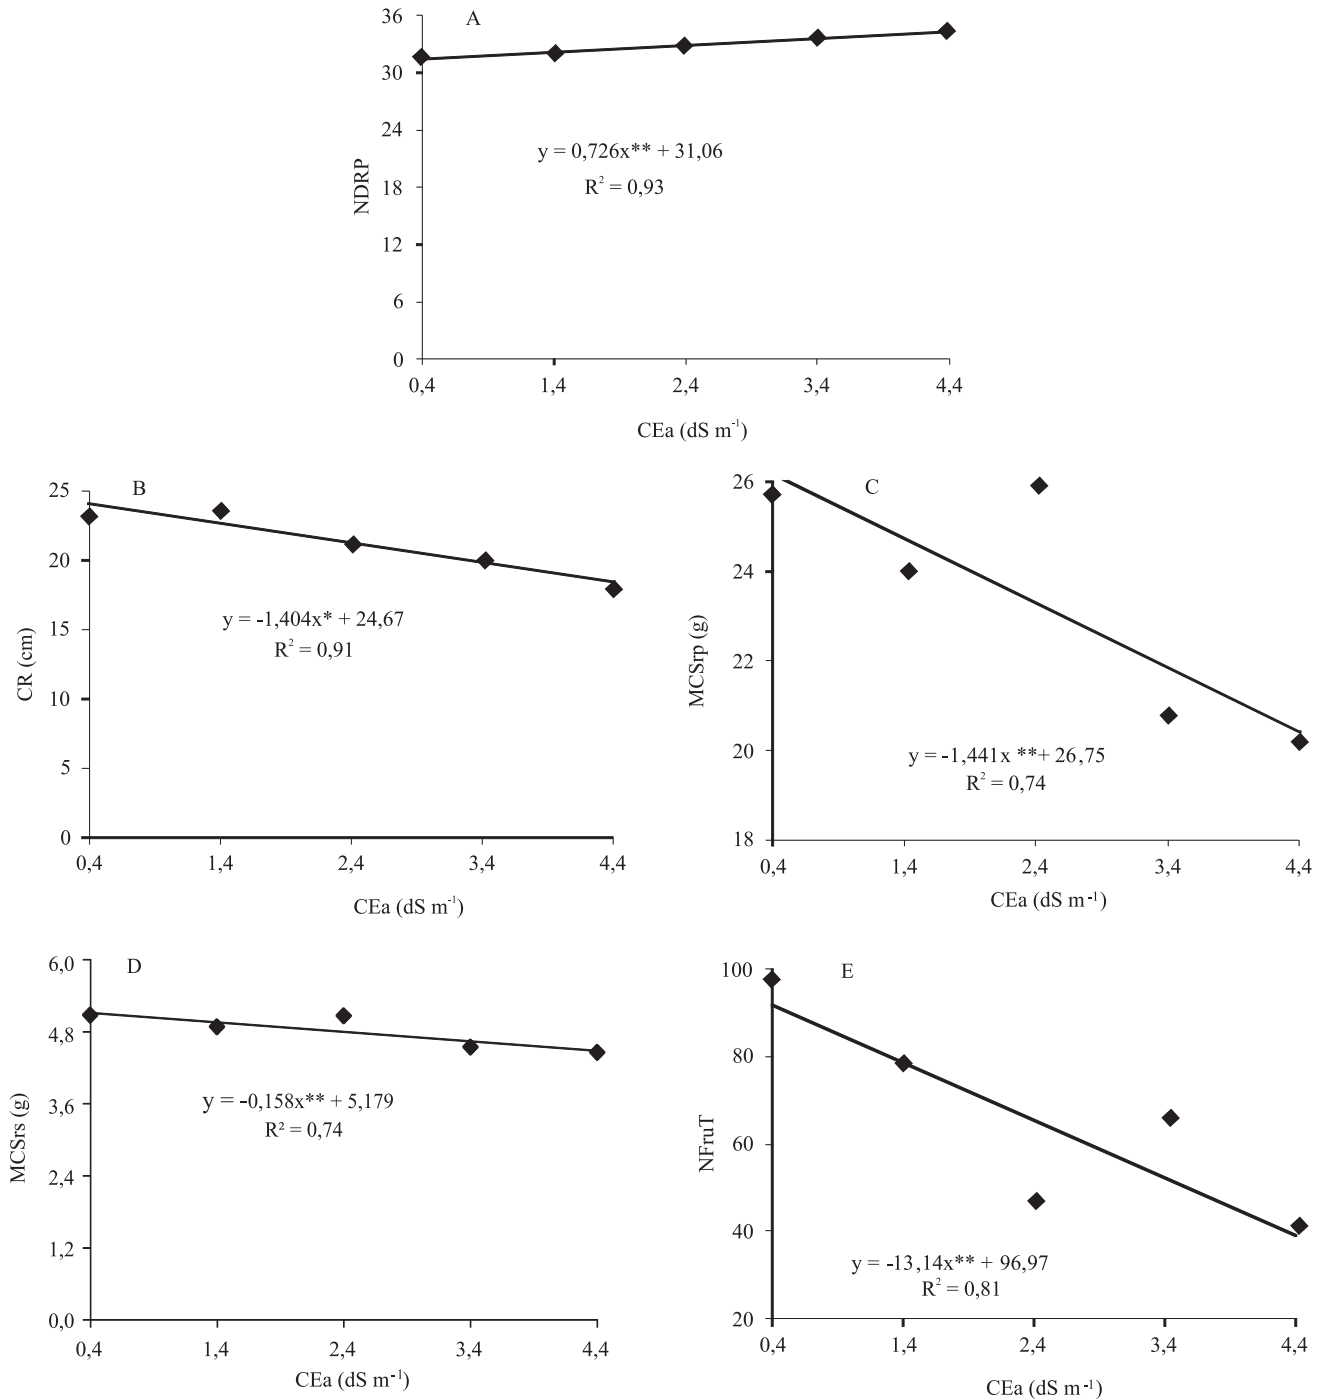 A
36
30
24
18
12
6
0
NDRP
y = 0,726x** + 31,06
R² = 0,93
0,4 1,4 2,4 3,4 4,4
CEa (dS m⁻¹)
B
25
20
15
10
5
0
CR (cm)
y = -1,404x* + 24,67
R² = 0,91
0,4 1,4 2,4 3,4 4,4
CEa (dS m⁻¹)
C
26
24
22
20
18
MCSrp (g)
y = -1,441x **+ 26,75
R² = 0,74
0,4 1,4 2,4 3,4 4,4
CEa (dS m⁻¹)
D
6,0
4,8
3,6
2,4
1,2
0,0
MCSrs (g)
y = -0,158x** + 5,179
R² = 0,74
0,4 1,4 2,4 3,4 4,4
CEa (dS m⁻¹)
E
100
80
60
40
20
NFruT
y = -13,14x** + 96,97
R² = 0,81
0,4 1,4 2,4 3,4 4,4
CEa (dS m⁻¹)